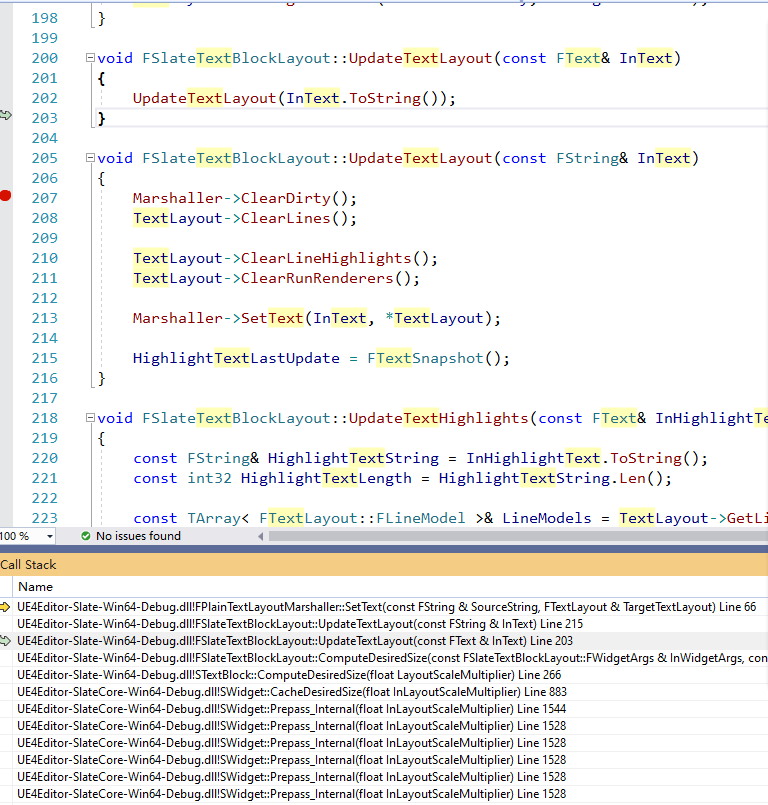 198 }
199
200 void FSlateTextBlockLayout::UpdateTextLayout(const FText& InText)
201 {
202 UpdateTextLayout(InText.ToString());
203 }
204
205 void FSlateTextBlockLayout::UpdateTextLayout(const FString& InText)
206 {
207 Marshaller->ClearDirty();
208 TextLayout->ClearLines();
209
210 TextLayout->ClearLineHighlights();
211 TextLayout->ClearRunRenderers();
212
213 Marshaller->SetText(InText, *TextLayout);
214
215 HighlightTextLastUpdate = FTextSnapshot();
216 }
217
218 void FSlateTextBlockLayout::UpdateTextHighlights(const FText& InHighlightTe
219 {
220 const FString& HighlightTextString = InHighlightText.ToString();
221 const int32 HighlightTextLength = HighlightTextString.Len();
222
223 const TArray< FTextLayout::FLineModel >& LineModels = TextLayout->GetLi
100 % No issues found
Call Stack
Name
UE4Editor-Slate-Win64-Debug.dll!FPlainTextLayoutMarshaller::SetText(const FString & SourceString, FTextLayout & TargetTextLayout) Line 66
UE4Editor-Slate-Win64-Debug.dll!FSlateTextBlockLayout::UpdateTextLayout(const FString & InText) Line 215
UE4Editor-Slate-Win64-Debug.dll!FSlateTextBlockLayout::UpdateTextLayout(const FText & InText) Line 203
UE4Editor-Slate-Win64-Debug.dll!FSlateTextBlockLayout::ComputeDesiredSize(const FSlateTextBlockLayout::FWidgetArgs & InWidgetArgs, con
UE4Editor-Slate-Win64-Debug.dll!STextBlock::ComputeDesiredSize(float LayoutScaleMultiplier) Line 266
UE4Editor-SlateCore-Win64-Debug.dll!SWidget::CacheDesiredSize(float InLayoutScaleMultiplier) Line 883
UE4Editor-SlateCore-Win64-Debug.dll!SWidget::Prepass_Internal(float InLayoutScaleMultiplier) Line 1544
UE4Editor-SlateCore-Win64-Debug.dll!SWidget::Prepass_Internal(float InLayoutScaleMultiplier) Line 1528
UE4Editor-SlateCore-Win64-Debug.dll!SWidget::Prepass_Internal(float InLayoutScaleMultiplier) Line 1528
UE4Editor-SlateCore-Win64-Debug.dll!SWidget::Prepass_Internal(float InLayoutScaleMultiplier) Line 1528
UE4Editor-SlateCore-Win64-Debug.dll!SWidget::Prepass_Internal(float InLayoutScaleMultiplier) Line 1528
UE4Editor-SlateCore-Win64-Debug.dll!SWidget::Prepass_Internal(float InLayoutScaleMultiplier) Line 1528